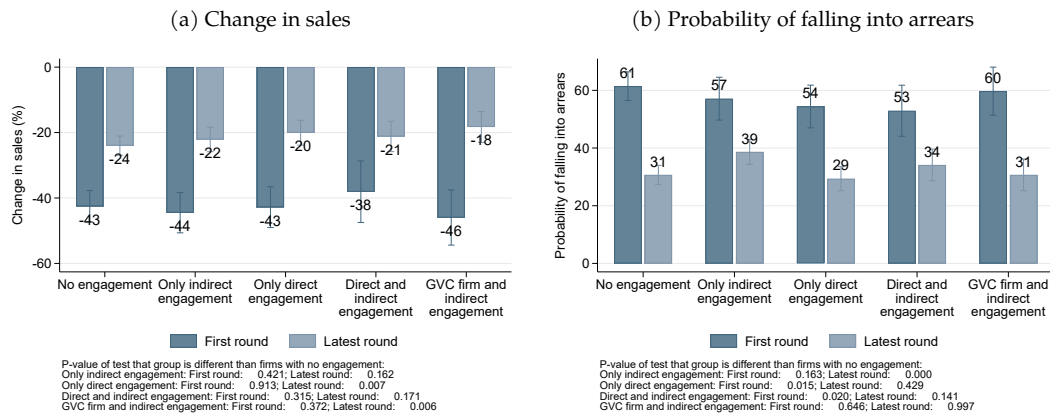 (a) Change in sales
0
-20
-40
-60
Change in sales (%)
-43
-24
-44
-22
-43
-20
-38
-21
-46
-18
No engagement
Only indirect engagement
Only direct engagement
Direct and indirect engagement
GVC firm and indirect engagement
First round
Latest round
P-value of test that group is different than firms with no engagement:
Only indirect engagement: First round: 0.421; Latest round: 0.162
Only direct engagement: First round: 0.913; Latest round: 0.007
Direct and indirect engagement: First round: 0.315; Latest round: 0.171
GVC firm and indirect engagement: First round: 0.372; Latest round: 0.006
(b) Probability of falling into arrears
60
40
20
0
Probability of falling into arrears
61
31
57
39
54
29
53
34
60
31
No engagement
Only indirect engagement
Only direct engagement
Direct and indirect engagement
GVC firm and indirect engagement
First round
Latest round
P-value of test that group is different than firms with no engagement:
Only indirect engagement: First round: 0.163; Latest round: 0.000
Only direct engagement: First round: 0.015; Latest round: 0.429
Direct and indirect engagement: First round: 0.020; Latest round: 0.141
GVC firm and indirect engagement: First round: 0.646; Latest round: 0.997